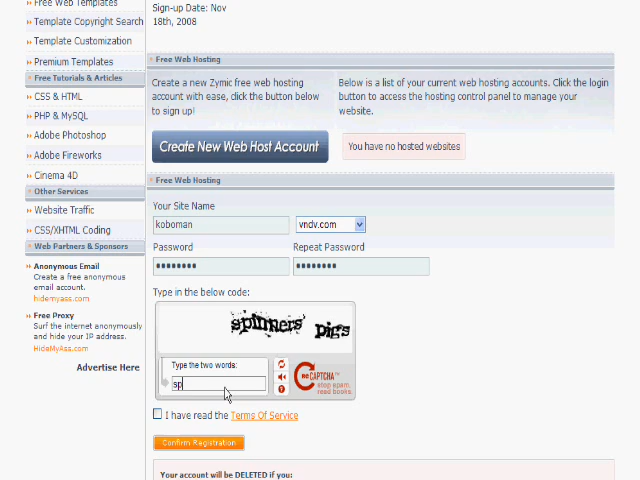 Free Web Templates
Template Copyright Search
Template Customization
Premium Templates
Free Tutorials & Articles
CSS & HTML
PHP & MySQL
Adobe Photoshop
Adobe Fireworks
Cinema 4D
Other Services
Website Traffic
CSS/XHTML Coding
Web Partners & Sponsors
Anonymous Email
Create a free anonymous
email account.
hidemyass.com
Free Proxy
Surf the internet anonymously
and hide your IP address.
HideMyAss.com
Advertise Here
Sign-up Date: Nov
18th, 2008
Free Web Hosting
Create a new Zymic free web hosting
account with ease, click the button below
to sign up!
Create New Web Host Account
Below is a list of your current web hosting accounts. Click the login
button to access the hosting control panel to manage your
website.
You have no hosted websites
Free Web Hosting
Your Site Name
koboman
vndv.com
Password
Repeat Password
Type in the below code:
spinners pigs
Type the two words:
sp
reCAPTCHA™
stop spam.
read books.
I have read the Terms Of Service
Confirm Registration
Your account will be DELETED if you: